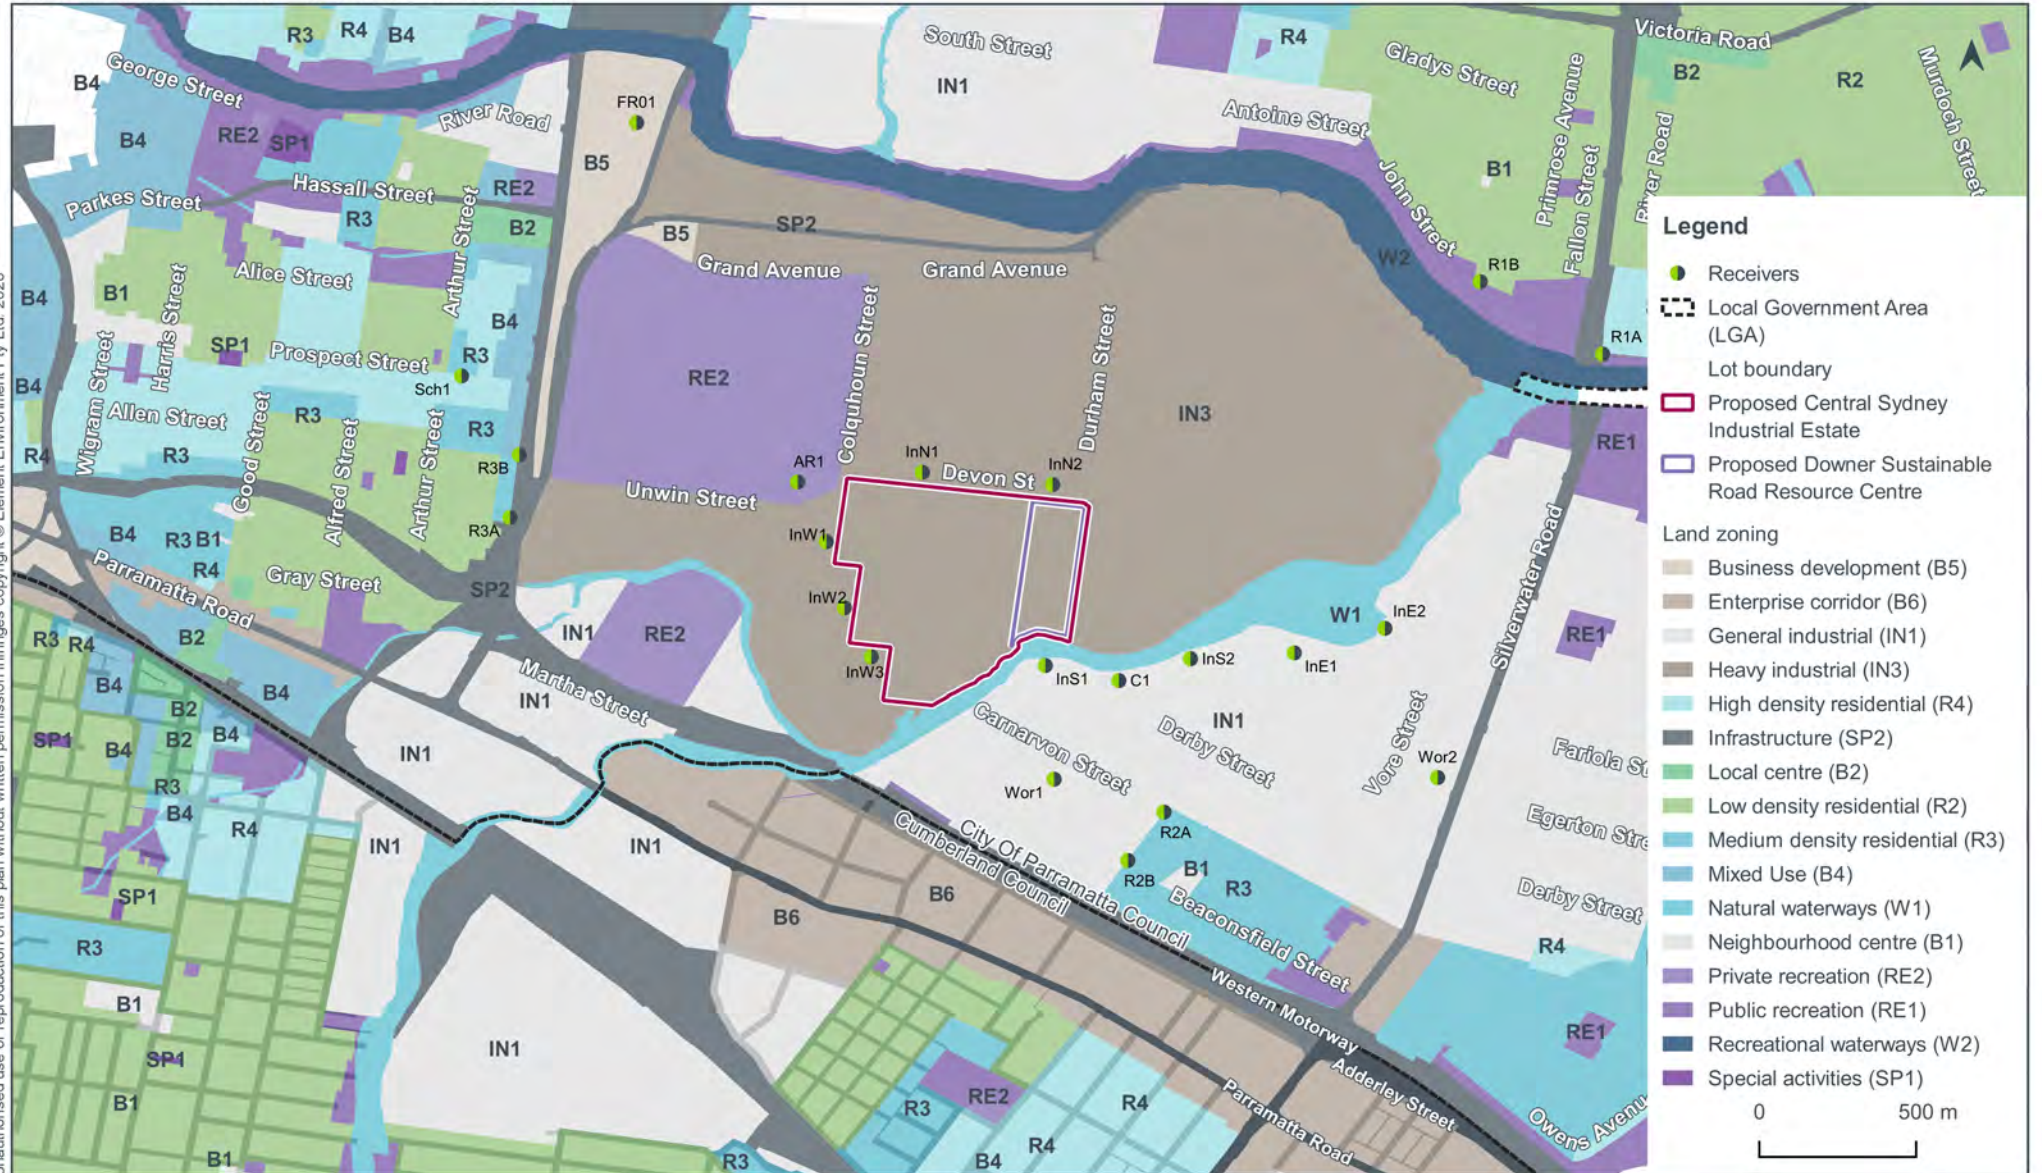 R3
R4
B4
South Street
IN1
R4
Gladys Street
Victoria Road
B2
R2
Murdoch Street
B4
George Street
B4
RE2
SP1
River Road
FR01
B5
Antoine Street
Primrose Avenue
Fallon Street
River Road
B1
John Street
Parkes Street
Hassall Street
R3
Arthur Street
RE2
B2
B5
SP2
Grand Avenue
Grand Avenue
W2
R1B
R1A
B4
B1
Alice Street
Harris Street
B4
SP1
Prospect Street
R3
Sch1
Wigram Street
B4
Allen Street
R3
R3
R4
R3
Good Street
Alfred Street
Arthur Street
R3B
R3A
RE2
Colquhoun Street
Durham Street
IN3
AR1
InN1
InN2
Devon St
Unwin Street
InW1
InW2
InW3
RE1
Silverwater Road
B4
R3
B1
R4
Parramatta Road
Gray Street
SP2
IN1
RE2
W1
InE2
InE1
InS2
InS1
C1
RE1
R3
R4
B2
B4
B4
B2
B2
B4
B4
SP1
R3
B4
R4
Martha Street
IN1
IN1
Carnarvon Street
Derby Street
IN1
Vore Street
Wor2
Wor1
Fariola St
Egerton Stre
Derby Street
IN1
IN1
City Of Parramatta Council
Cumberland Council
R2A
R2B
B1
R3
Beaconsfield Street
R4
SP1
R3
B1
SP1
B1
B1
IN1
B6
B6
Western Motorway
Adderley Street
Parramatta Road
Owens Avenu
RE1
R3
RE2
R4
R4
B4
R3
Legend
Receivers
Local Government Area
(LGA)
Lot boundary
Proposed Central Sydney
Industrial Estate
Proposed Downer Sustainable
Road Resource Centre
Land zoning
Business development (B5)
Enterprise corridor (B6)
General industrial (IN1)
Heavy industrial (IN3)
High density residential (R4)
Infrastructure (SP2)
Local centre (B2)
Low density residential (R2)
Medium density residential (R3)
Mixed Use (B4)
Natural waterways (W1)
Neighbourhood centre (B1)
Private recreation (RE2)
Public recreation (RE1)
Recreational waterways (W2)
Special activities (SP1)
0 500 m